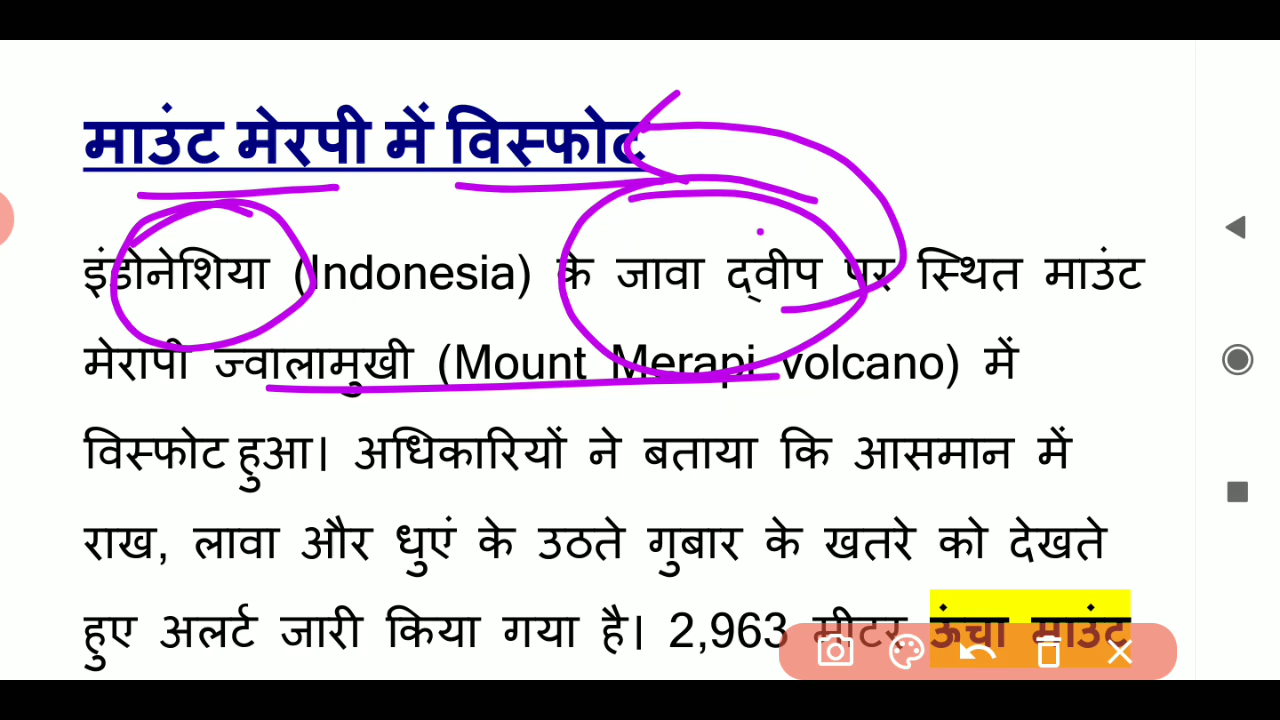 माउंट मेरपी में विस्फोट
इंडोनेशिया (Indonesia) के जावा द्वीप पर स्थित माउंट
मेरापी ज्वालामुखी (Mount Merapi volcano) में
विस्फोट हुआ। अधिकारियों ने बताया कि आसमान में
राख, लावा और धुएं के उठते गुबार के खतरे को देखते
हुए अलर्ट जारी किया गया है। 2,963 मीटर ऊंचा माउंट